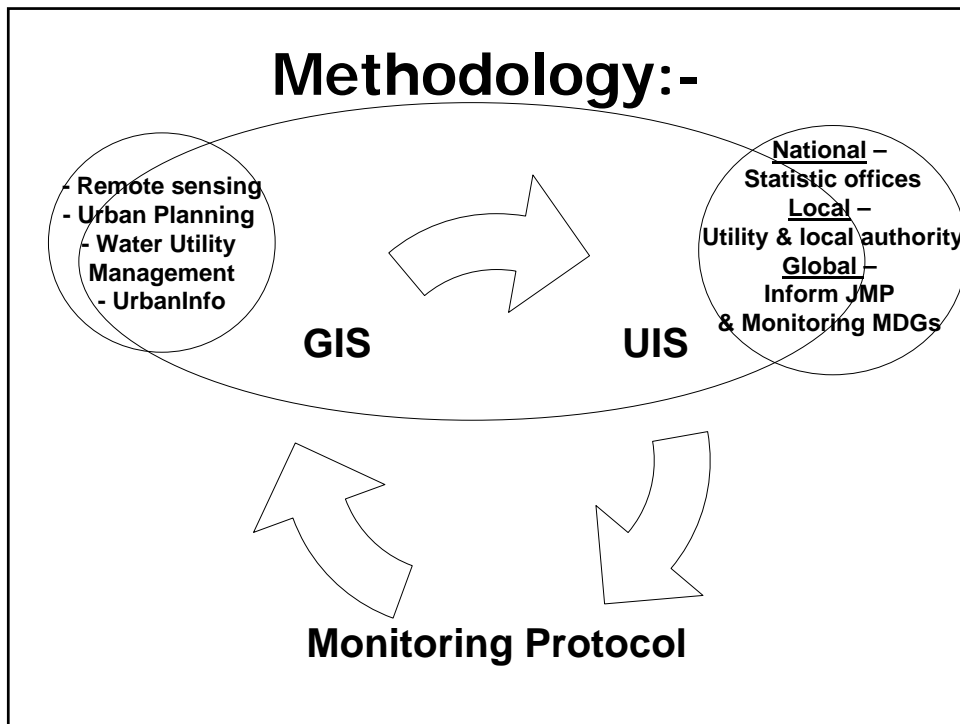 Methodology:-
- Remote sensing
- Urban Planning
- Water Utility
Management
- UrbanInfo
GIS
UIS
National –
Statistic offices
Local –
Utility & local authority
Global –
Inform JMP
& Monitoring MDGs
Monitoring Protocol